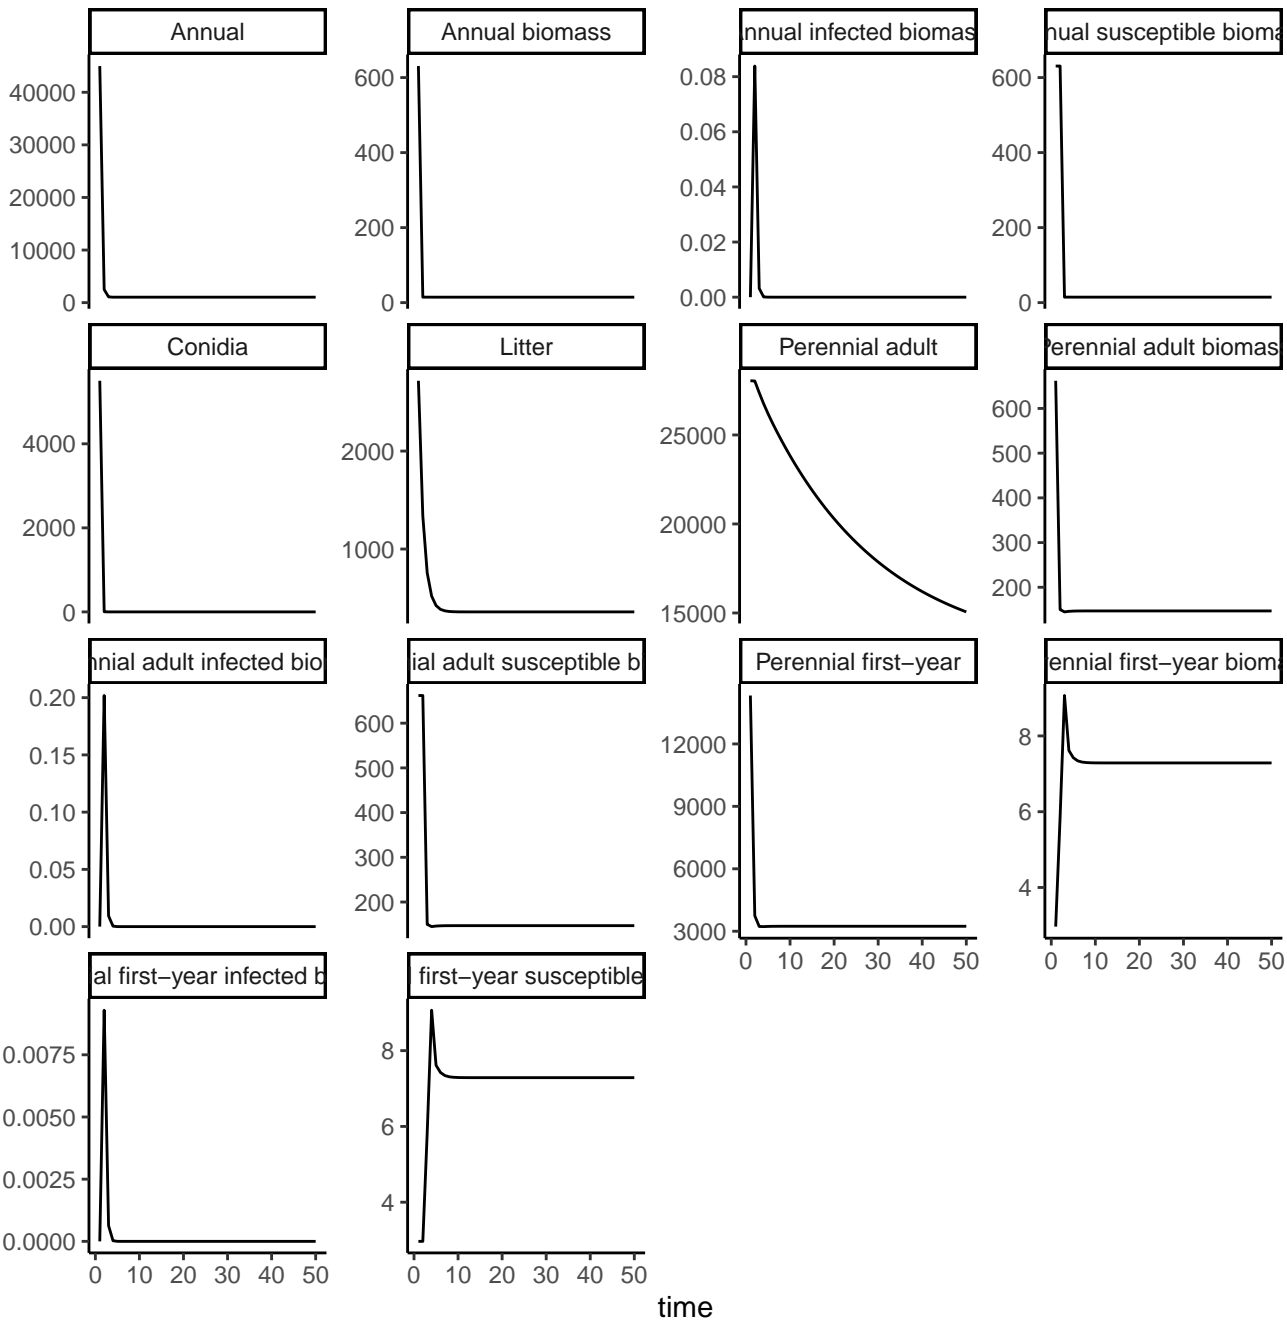 Annual
Annual biomass
nnual infected biomas
nual susceptible bioma
40000
30000
20000
10000
0
600
400
200
0
0.08
0.06
0.04
0.02
0.00
600
400
200
0
Conidia
Litter
Perennial adult
Perennial adult biomas
4000
2000
0
2000
1000
25000
20000
15000
600
500
400
300
200
nnial adult infected bio
ial adult susceptible b
Perennial first−year
ennial first−year bioma
0.20
0.15
0.10
0.05
0.00
600
500
400
300
200
12000
9000
6000
3000
8
6
4
0 10 20 30 40 50
0 10 20 30 40 50
al first−year infected b
first−year susceptible
0.0075
0.0050
0.0025
0.0000
8
6
4
0 10 20 30 40 50
0 10 20 30 40 50
time